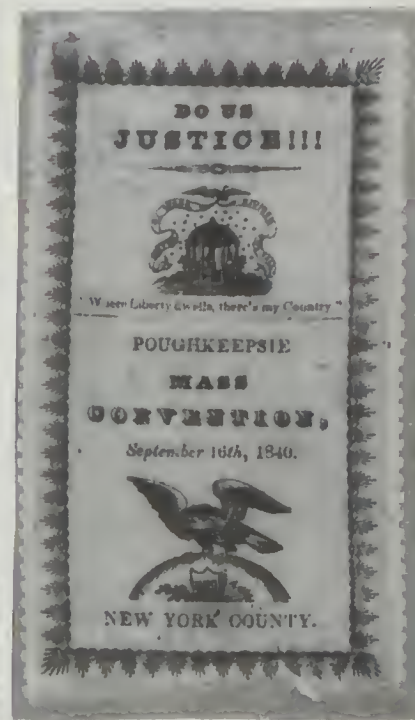 DO US
JUSTICE!!!
"Where Liberty dwells, there's my Country"
POUGHKEEPSIE
MASS
CONVENTION,
September 16th, 1840.
NEW YORK COUNTY.